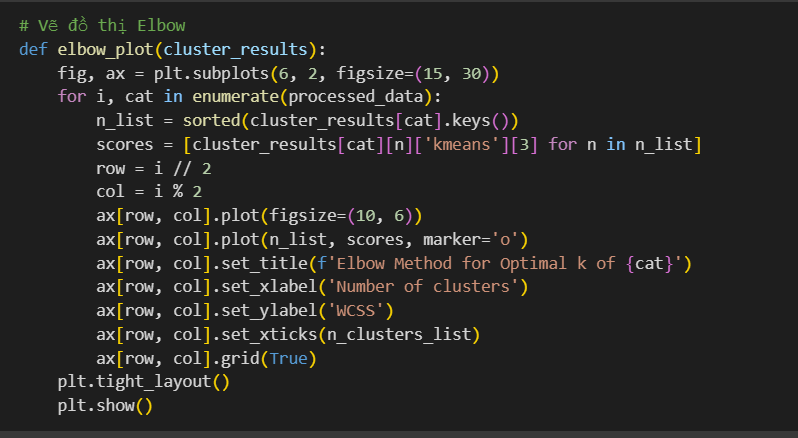 # Vẽ đồ thị Elbow
def elbow_plot(cluster_results):
    fig, ax = plt.subplots(6, 2, figsize=(15, 30))
    for i, cat in enumerate(processed_data):
        n_list = sorted(cluster_results[cat].keys())
        scores = [cluster_results[cat][n]['kmeans'][3] for n in n_list]
        row = i // 2
        col = i % 2
        ax[row, col].plot(figsize=(10, 6))
        ax[row, col].plot(n_list, scores, marker='o')
        ax[row, col].set_title(f'Elbow Method for Optimal k of {cat}')
        ax[row, col].set_xlabel('Number of clusters')
        ax[row, col].set_ylabel('WCSS')
        ax[row, col].set_xticks(n_clusters_list)
        ax[row, col].grid(True)
    plt.tight_layout()
    plt.show()